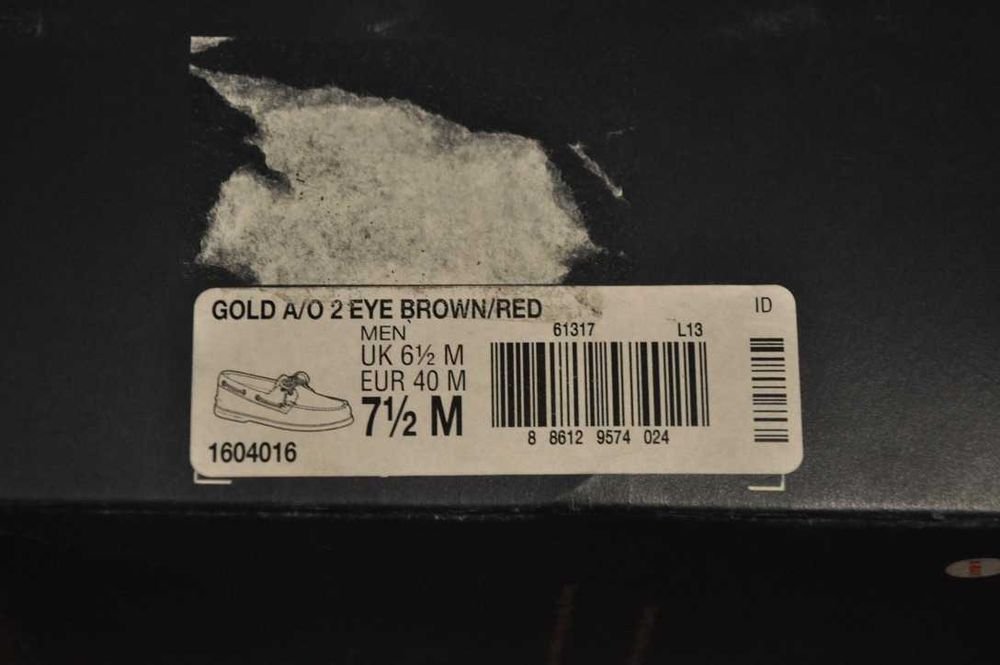 GOLD A/O 2 EYE BROWN/RED
ID
MEN
61317 L13
UK 6½ M
EUR 40 M
7½ M
8 8612 9574 024
1604016